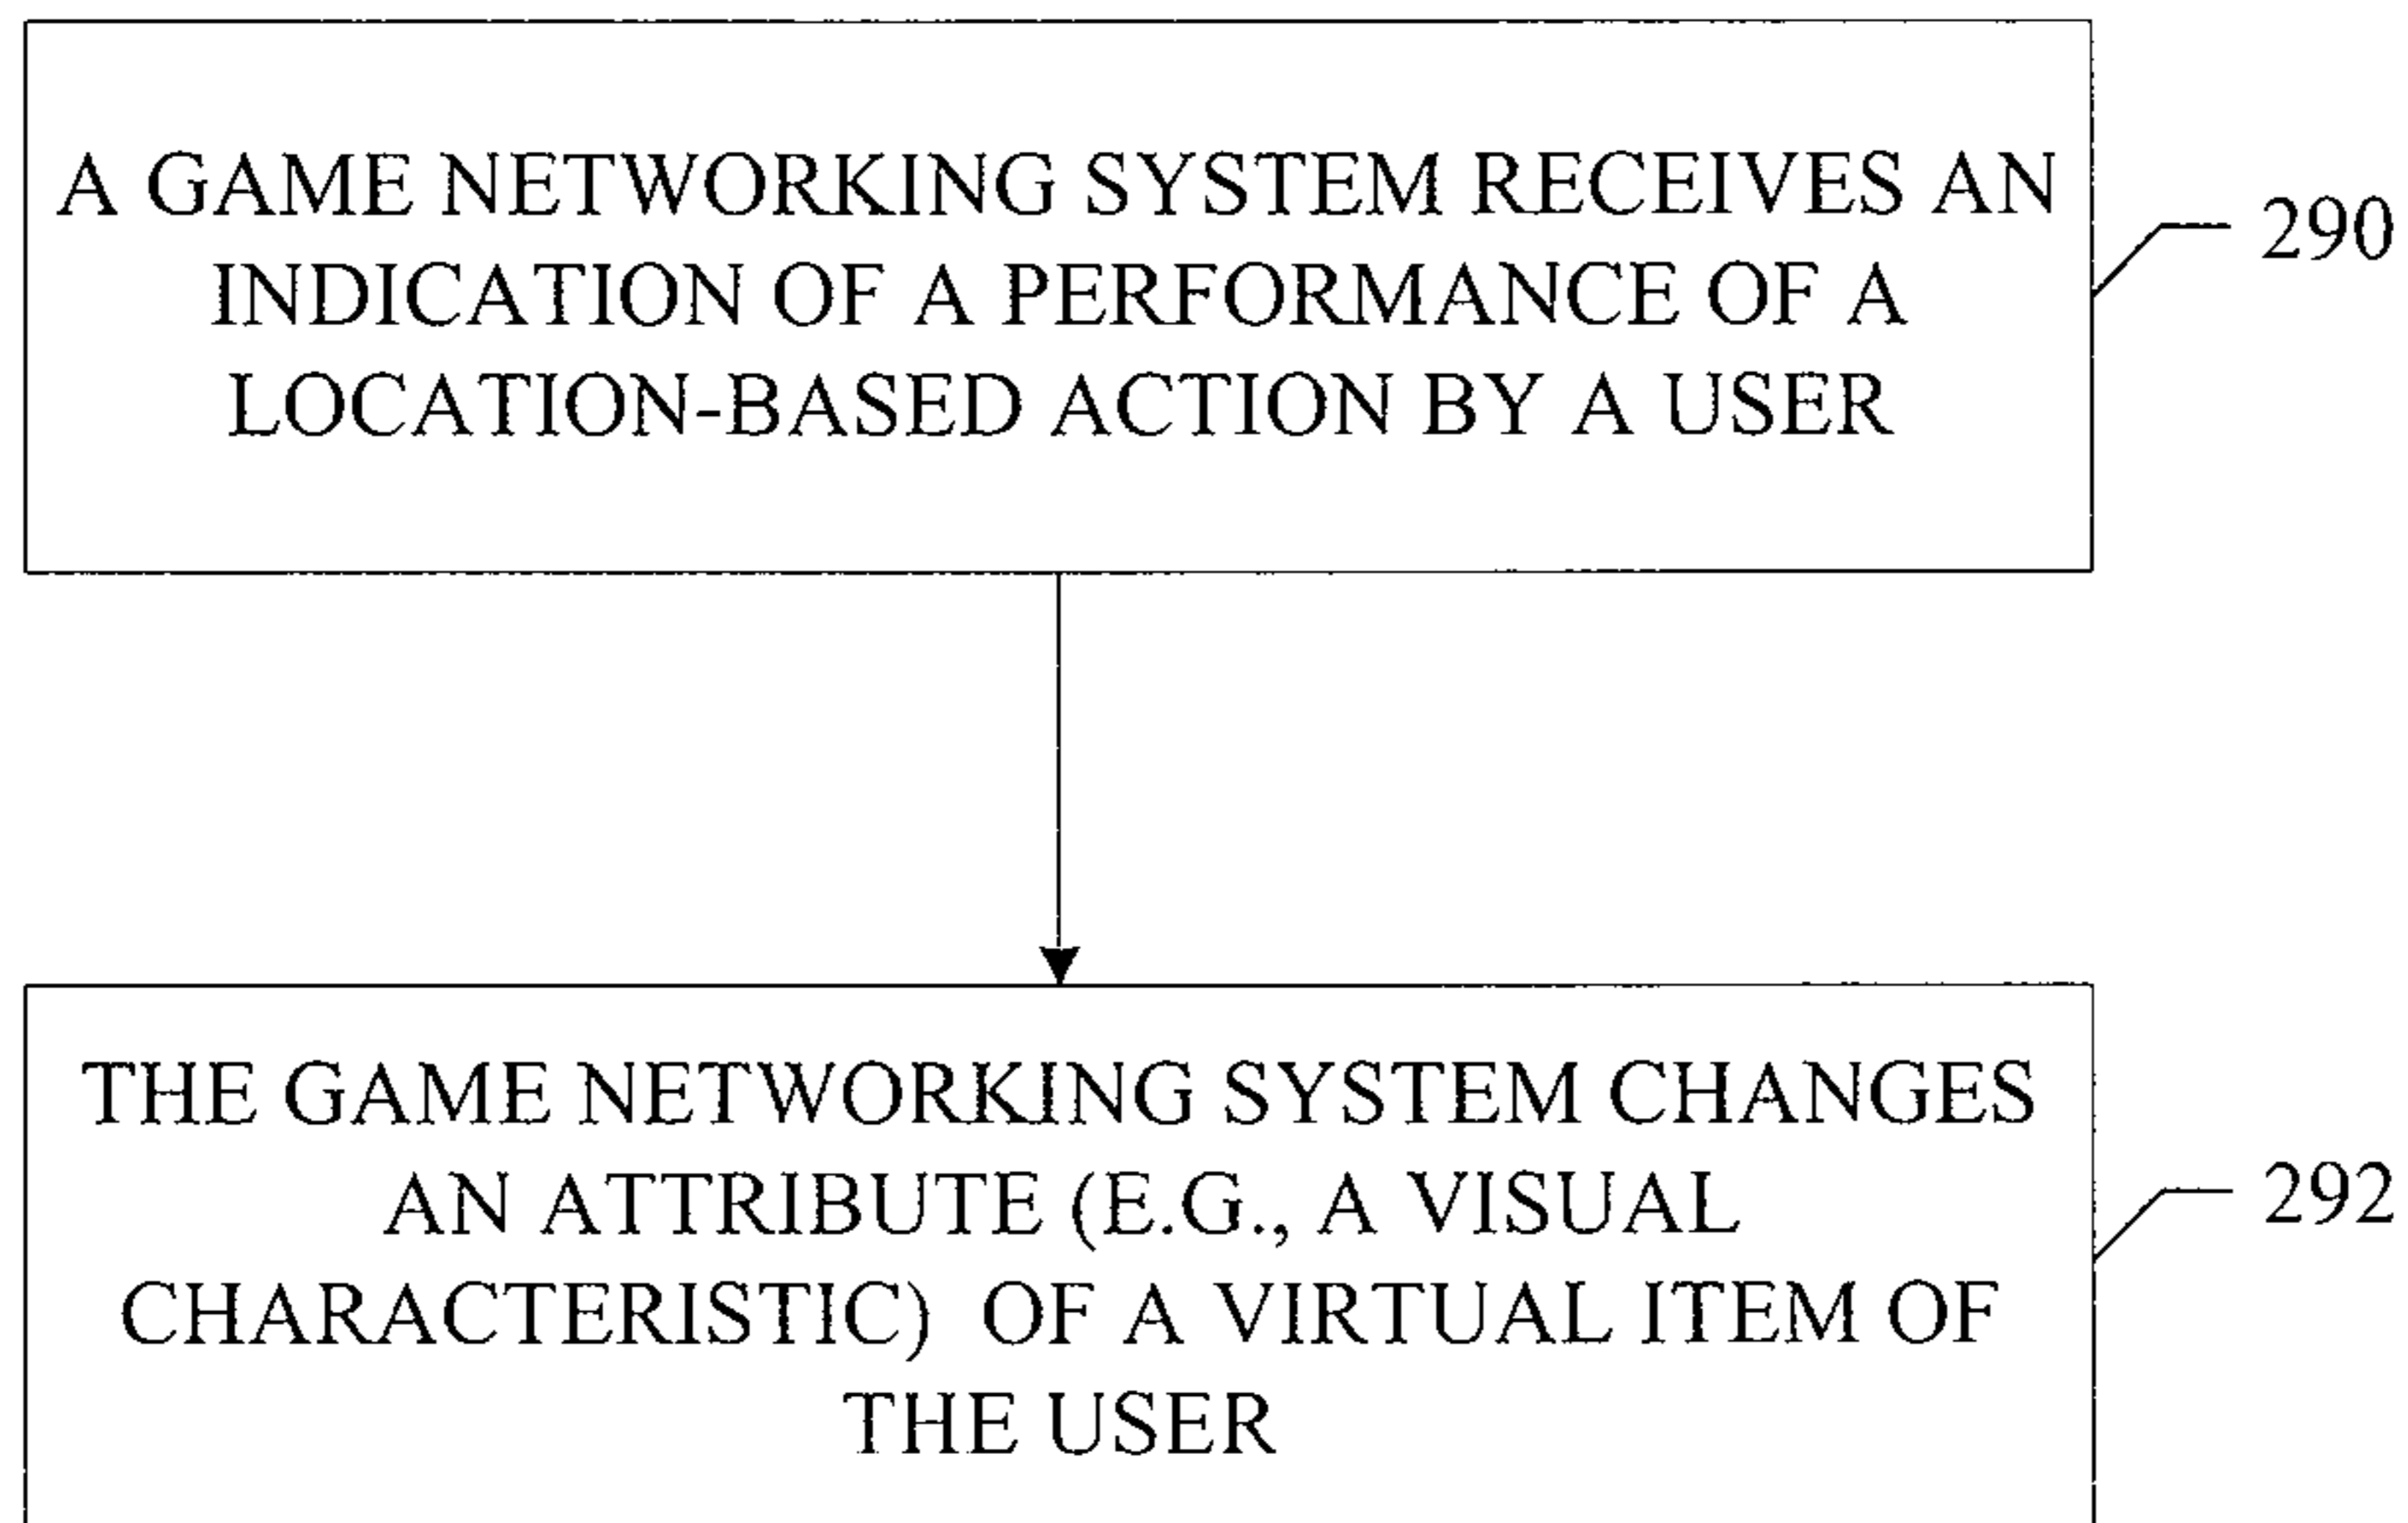 A GAME NETWORKING SYSTEM RECEIVES AN
INDICATION OF A PERFORMANCE OF A
LOCATION-BASED ACTION BY A USER
290
THE GAME NETWORKING SYSTEM CHANGES
AN ATTRIBUTE (E.G., A VISUAL
CHARACTERISTIC) OF A VIRTUAL ITEM OF
THE USER
292